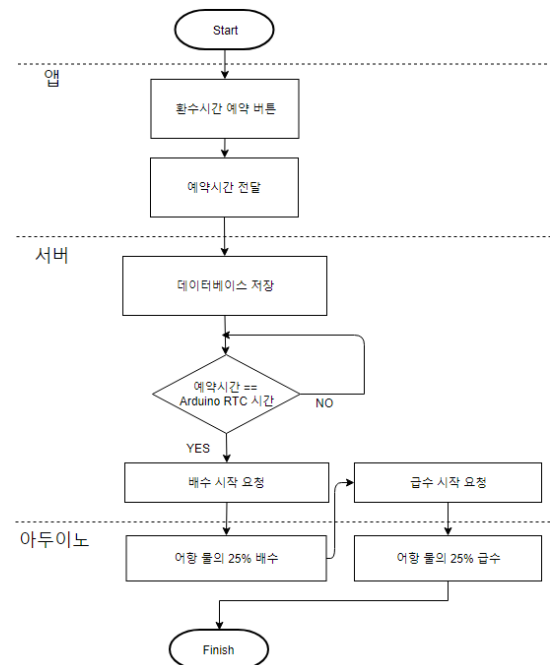 Start
앱
환수시간 예약 버튼
예약시간 전달
서버
데이터베이스 저장
예약시간 ==
Arduino RTC 시간
NO
YES
배수 시작 요청
급수 시작 요청
아두이노
어항 물의 25% 배수
어항 물의 25% 급수
Finish